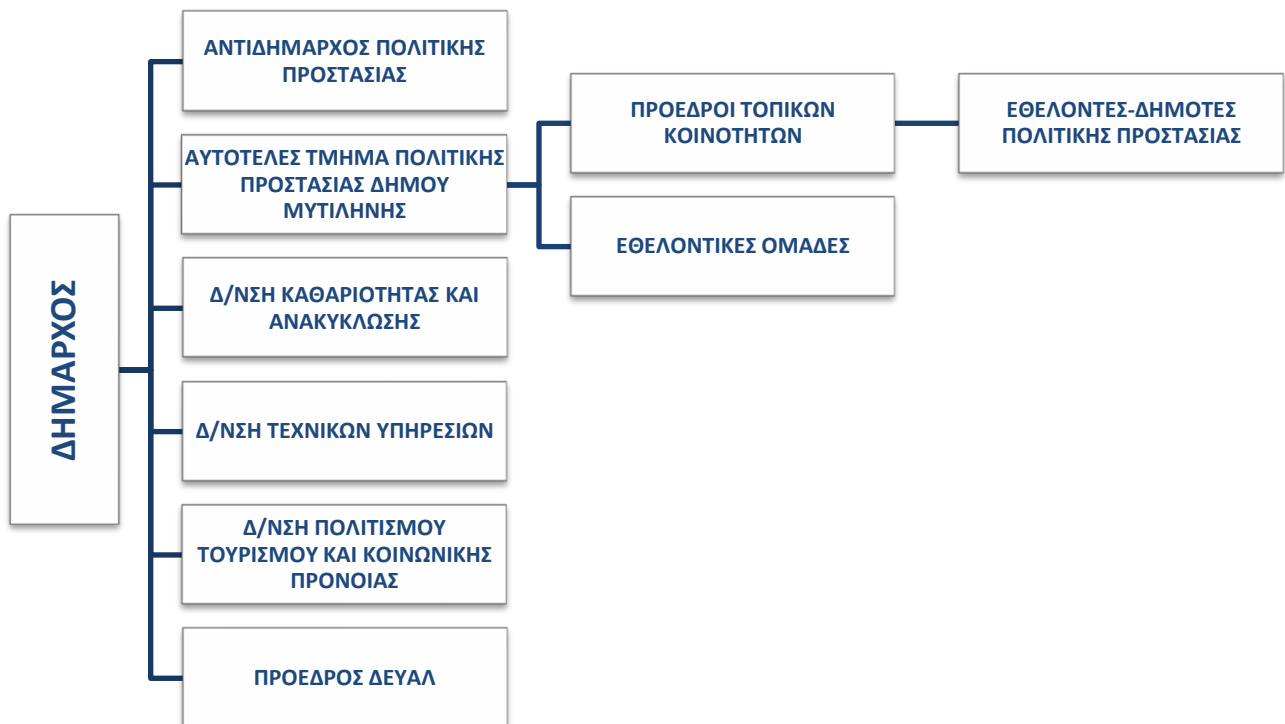 ΔΗΜΑΡΧΟΣ
ΑΝΤΙΔΗΜΑΡΧΟΣ ΠΟΛΙΤΙΚΗΣ
ΠΡΟΣΤΑΣΙΑΣ
ΑΥΤΟΤΕΛΕΣ ΤΜΗΜΑ ΠΟΛΙΤΙΚΗΣ
ΠΡΟΣΤΑΣΙΑΣ ΔΗΜΟΥ
ΜΥΤΙΛΗΝΗΣ
ΠΡΟΕΔΡΟΙ ΤΟΠΙΚΩΝ
ΚΟΙΝΟΤΗΤΩΝ
ΕΘΕΛΟΝΤΕΣ-ΔΗΜΟΤΕΣ
ΠΟΛΙΤΙΚΗΣ ΠΡΟΣΤΑΣΙΑΣ
ΕΘΕΛΟΝΤΙΚΕΣ ΟΜΑΔΕΣ
Δ/ΝΣΗ ΚΑΘΑΡΙΟΤΗΤΑΣ ΚΑΙ
ΑΝΑΚΥΚΛΩΣΗΣ
Δ/ΝΣΗ ΤΕΧΝΙΚΩΝ ΥΠΗΡΕΣΙΩΝ
Δ/ΝΣΗ ΠΟΛΙΤΙΣΜΟΥ
ΤΟΥΡΙΣΜΟΥ ΚΑΙ ΚΟΙΝΩΝΙΚΗΣ
ΠΡΟΝΟΙΑΣ
ΠΡΟΕΔΡΟΣ ΔΕΥΑΛ